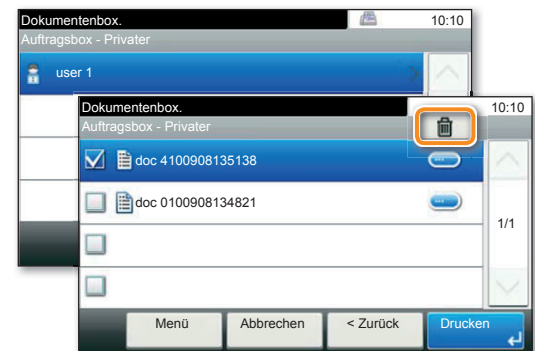 Dokumentenbox.
10:10
Auftragsbox - Privater
user 1
Dokumentenbox.
10:10
Auftragsbox - Privater
doc 4100908135138
doc 0100908134821
1/1
Menü
Abbrechen
< Zurück
Drucken